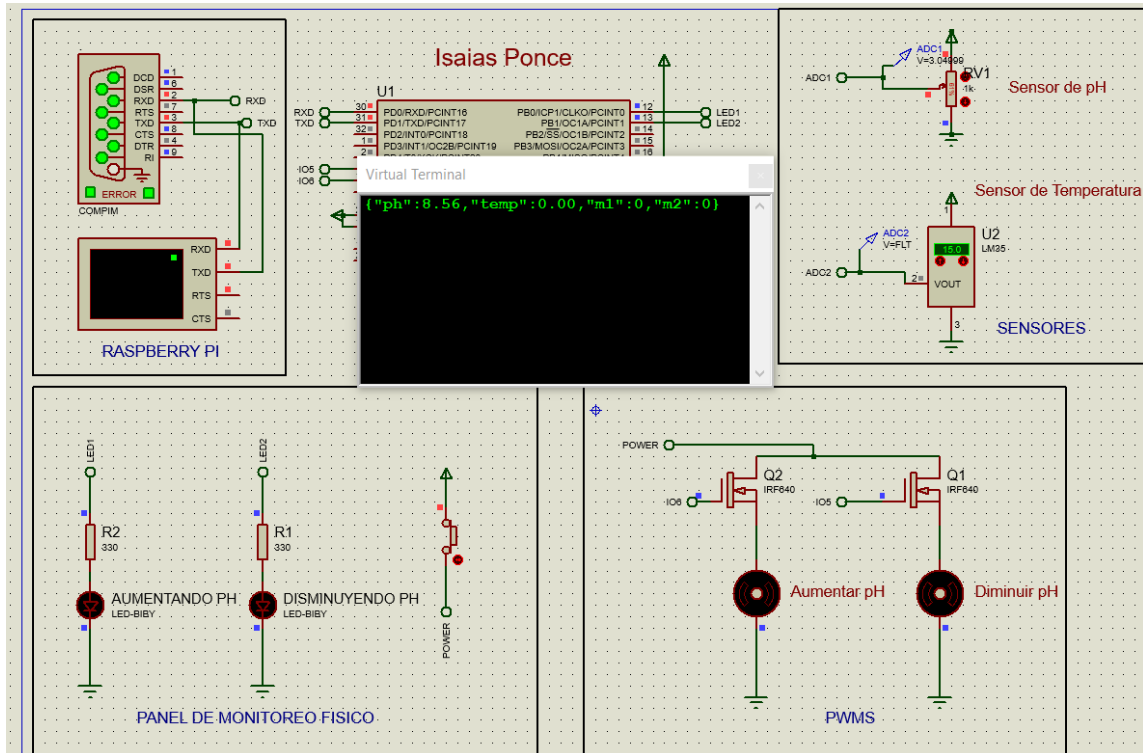 Isaias Ponce
DCD
DSR
RXD
RTS
TXD
CTS
DTR
RI
1
6
2
7
3
8
4
9
ERROR
COMPIM
RXD
TXD
RXD
TXD
RTS
CTS
RASPBERRY PI
U1
RXD
TXD
30
31
32
1
2
PD0/RXD/PCINT16
PD1/TXD/PCINT17
PD2/INT0/PCINT18
PD3/INT1/OC2B/PCINT19
IO5
IO6
PB0/ICP1/CLKO/PCINT0
PB1/OC1A/PCINT1
PB2/SS/OC1B/PCINT2
PB3/MOSI/OC2A/PCINT3
12
13
14
15
16
LED1
LED2
Virtual Terminal
{"ph":8.56,"temp":0.00,"m1":0,"m2":0}
ADC1
ADC1
V=3.04999
RV1
1k
Sensor de pH
Sensor de Temperatura
ADC2
ADC2
V=FLT
1
U2
LM35
15.0
2
VOUT
3
SENSORES
LED1
R2
330
AUMENTANDO PH
LED-BIBY
LED2
R1
330
DISMINUYENDO PH
LED-BIBY
POWER
PANEL DE MONITOREO FISICO
POWER
IO6
Q2
IRF640
Aumentar pH
IO5
Q1
IRF640
Diminuir pH
PWMS